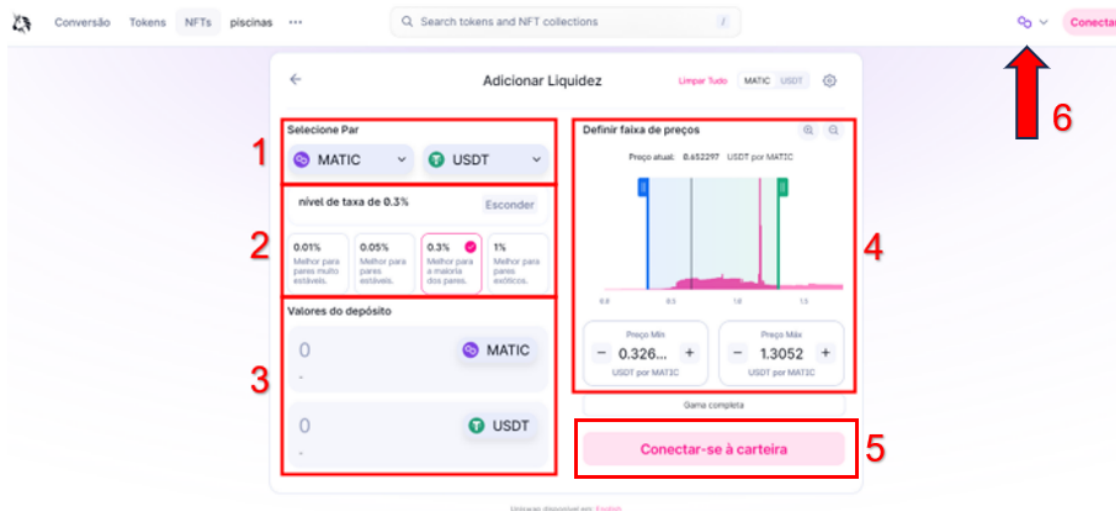 Conversão Tokens NFTs piscinas ... Search tokens and NFT collections / Conectar
6
Adicionar Liquidez Limpar Tudo MATIC USDT
1
Selecione Par
MATIC USDT
2
nível de taxa de 0.3% Esconder
0.01% 0.05% 0.3% 1%
Melhor para Melhor para Melhor para Melhor para
pares muito pares a maioria pares
estáveis. estáveis. dos pares. exóticos.
3
Valores do depósito
0 MATIC
-
0 USDT
-
Definir faixa de preços
Preço atual: 0.652297 USDT por MATIC
4
0.0 0.5 1.0 1.5
Preço Mín Preço Máx
− 0.326... + − 1.3052 +
USDT por MATIC USDT por MATIC
Gama completa
Conectar-se à carteira
5
Uniswap disponível em: English